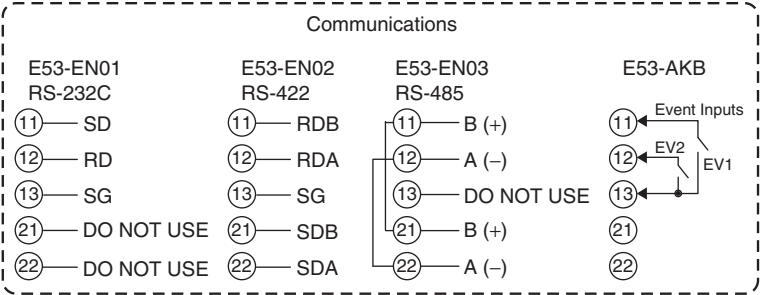 Communications
E53-EN01
RS-232C
11 SD
12 RD
13 SG
21 DO NOT USE
22 DO NOT USE
E53-EN02
RS-422
11 RDB
12 RDA
13 SG
21 SDB
22 SDA
E53-EN03
RS-485
11 B (+)
12 A (−)
13 DO NOT USE
21 B (+)
22 A (−)
E53-AKB
11 Event Inputs
12 EV2
EV1
13
21
22